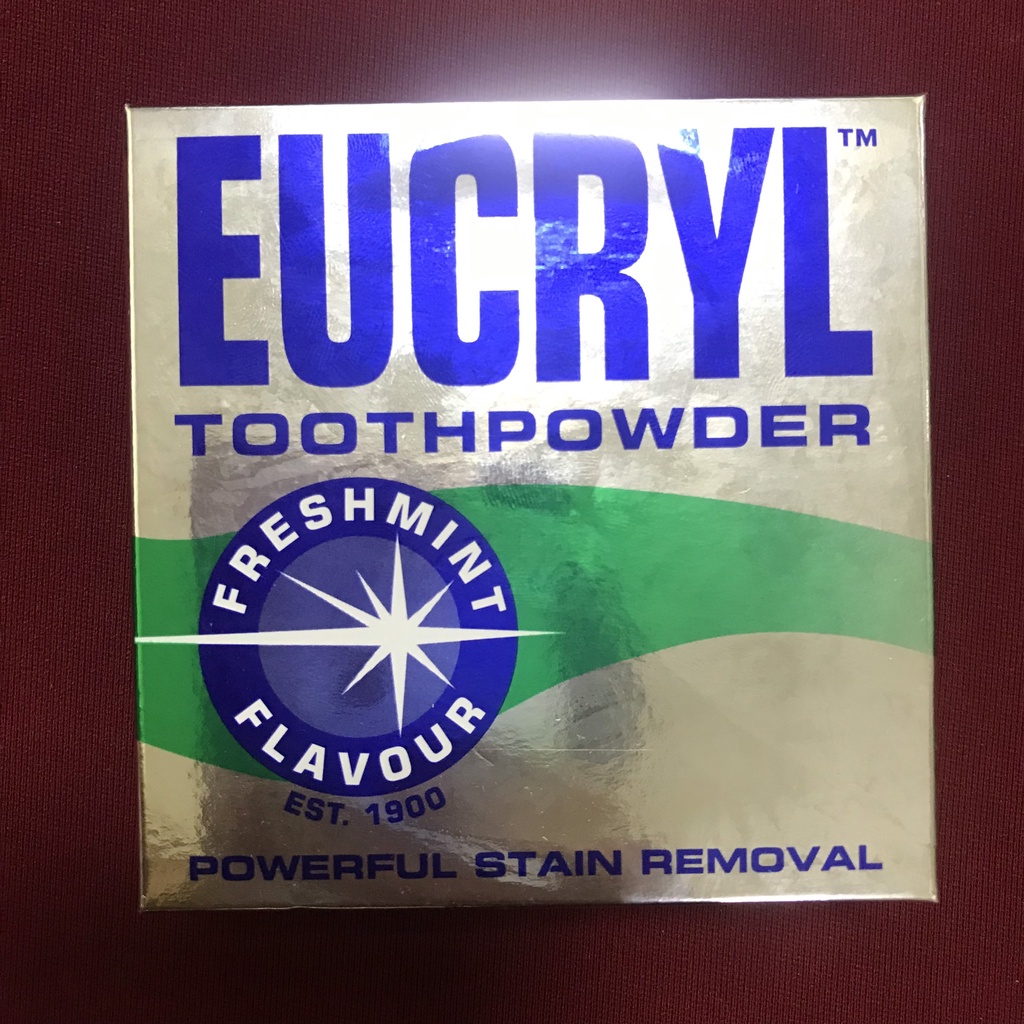 EUCRYL™
TOOTHPOWDER
FRESHMINT
FLAVOUR
EST. 1900
POWERFUL STAIN REMOVAL